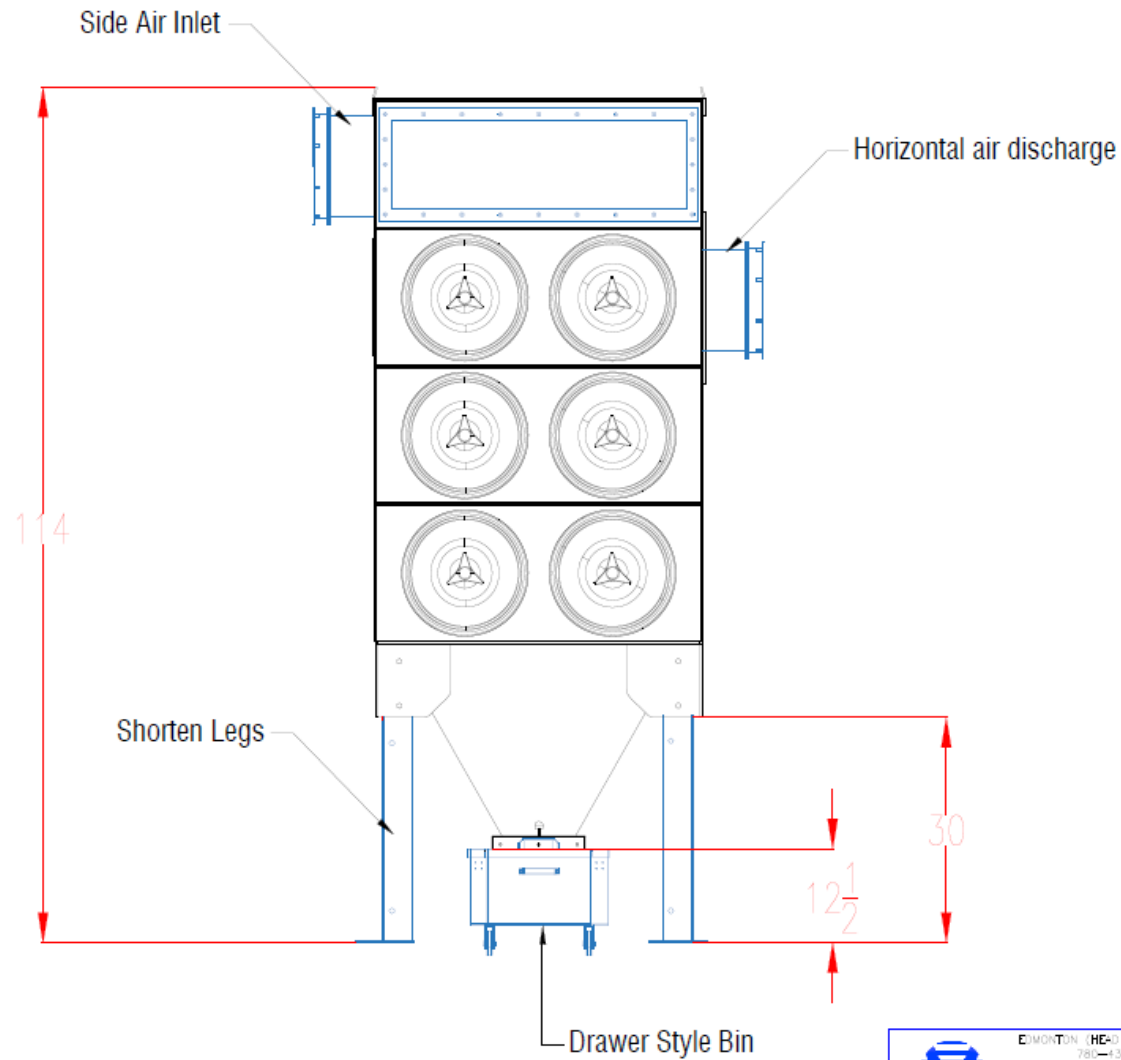 Side Air Inlet
Horizontal air discharge
114
Shorten Legs
30
12 1/2
Drawer Style Bin
EDMONTON (HEAD
780-43